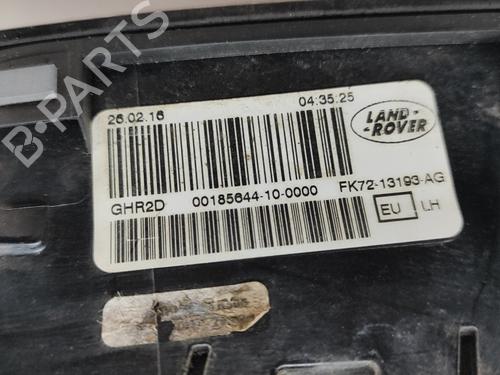 26.02.16 04:35:25
LAND-
-ROVER
GHR2D 00185644-10-0000 FK72-13193-AG
EU LH
B-PARTS